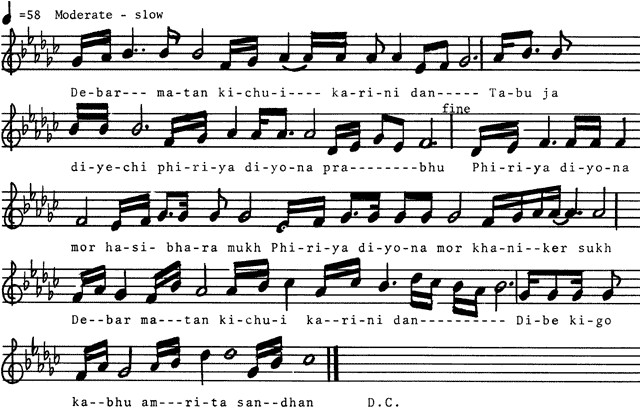 =58 Moderate - slow
De-bar--- ma-tan ki-chu-i---- ka-ri-ni dan----- Ta-bu ja
fine
di-ye-chi phi-ri-ya di-yo-na pra--------bhu Phi-ri-ya di-yo-na
mor ha-si- bha-ra mukh Phi-ri-ya di-yo-na mor kha-ni--ker sukh
De--bar ma---tan ki-chu-i ka--ri-ni dan---------- Di-be ki-go
ka--bhu am---ri-ta san--dhan D.C.